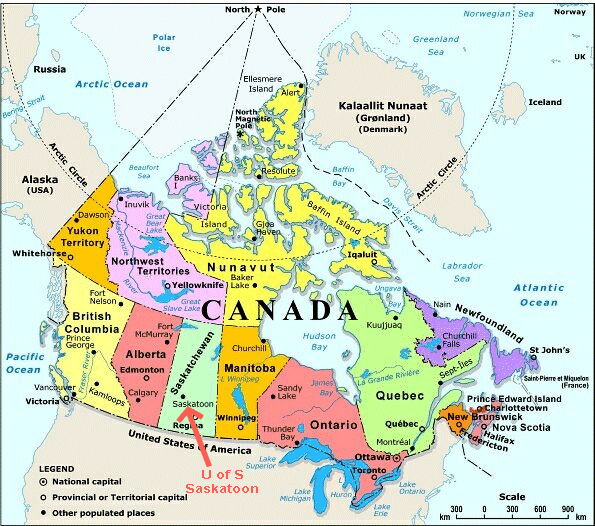 North Pole
Norwegian Sea
Norway
Polar
Ice
Greenland
Sea
UK
Russia
Ellesmere
Island
Alert
Arctic Ocean
Kalaallit Nunaat
(Grønland)
(Denmark)
Iceland
Bering Strait
North
Magnetic
Pole
Arctic Circle
Alaska
(USA)
Beaufort
Sea
Banks
I
Resolute
Baffin
Bay
Arctic Circle
Inuvik
Victoria
Island
Baffin Island
Davis Strait
Dawson
Yukon
Territory
Great
Bear
Lake
Gjoa
Haven
Whitehorse
Mackenzie
River
Northwest
Territories
Nunavut
Iqaluit
Labrador
Sea
Yellowknife
Baker
Lake
Ungava
Bay
Atlantic
Ocean
Fort
Nelson
Great
Slave Lake
CANADA
Nain
Newfoundland
British
Columbia
Fort
McMurray
Kuujjuaq
Churchill
Falls
Pacific
Ocean
Prince
George
Alberta
Saskatchewan
Churchill
Hudson
Bay
St John's
Edmonton
Manitoba
Sept-Îles
Saint-Pierre et Miquelon
(France)
Fraser River
L Winnipeg
James
Bay
La Grande Rivière
Vancouver
Kamloops
Calgary
Saskatoon
Sandy
Lake
Quebec
Prince Edward Island
Charlottetown
Victoria
Regina
Winnipeg
Ontario
Québec
New Brunswick
Nova Scotia
Halifax
Fredericton
United States of America
Thunder
Bay
Montréal
Ottawa
Lake
Superior
Toronto
U of S
Saskatoon
LEGEND
National capital
Provincial or Territorial capital
Other populated places
Lake
Michigan
Lake
Huron
Lake
Ontario
Lake
Erie
Scale
300 0 300 600 900
km km